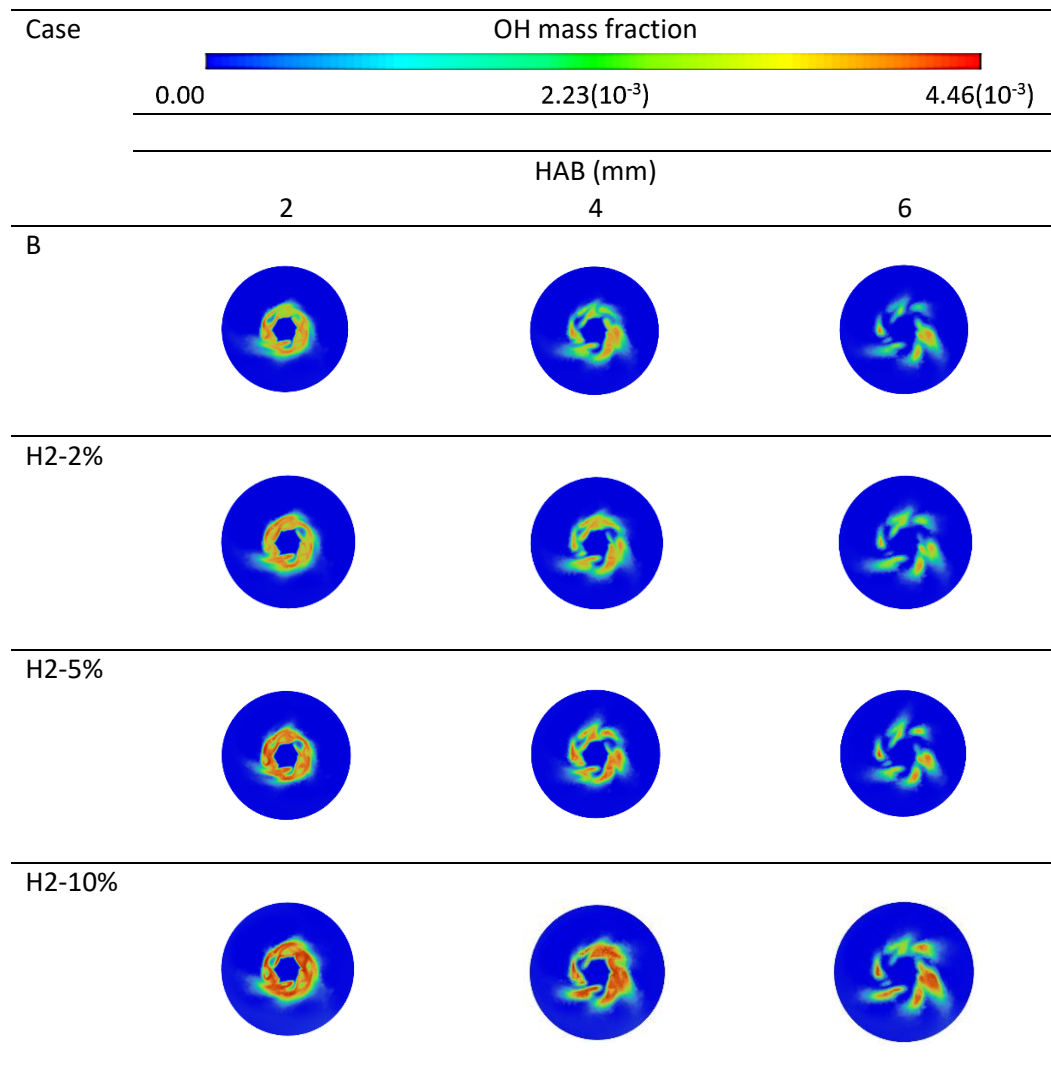 Case OH mass fraction
0.00 2.23(10⁻³) 4.46(10⁻³)
HAB (mm)
2 4 6
B
H2-2%
H2-5%
H2-10%